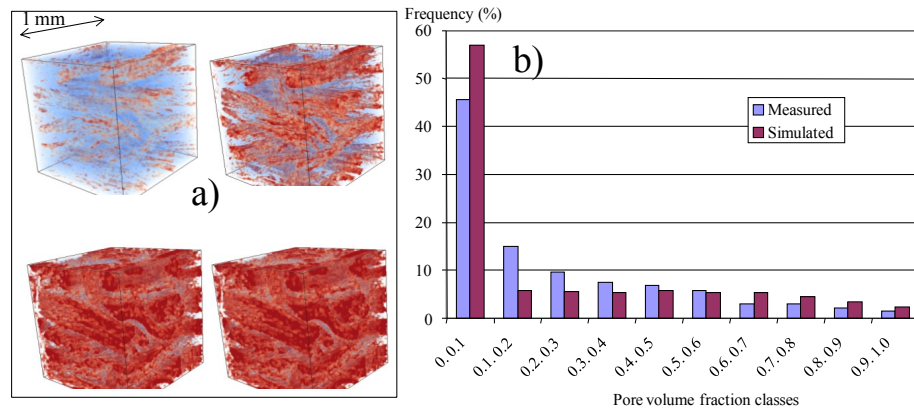 1 mm
a)
Frequency (%)
b)
60
50
40
30
20
10
0
Measured
Simulated
0. 0.1
0.1. 0.2
0.2. 0.3
0.3. 0.4
0.4. 0.5
0.5. 0.6
0.6. 0.7
0.7. 0.8
0.8. 0.9
0.9. 1.0
Pore volume fraction classes